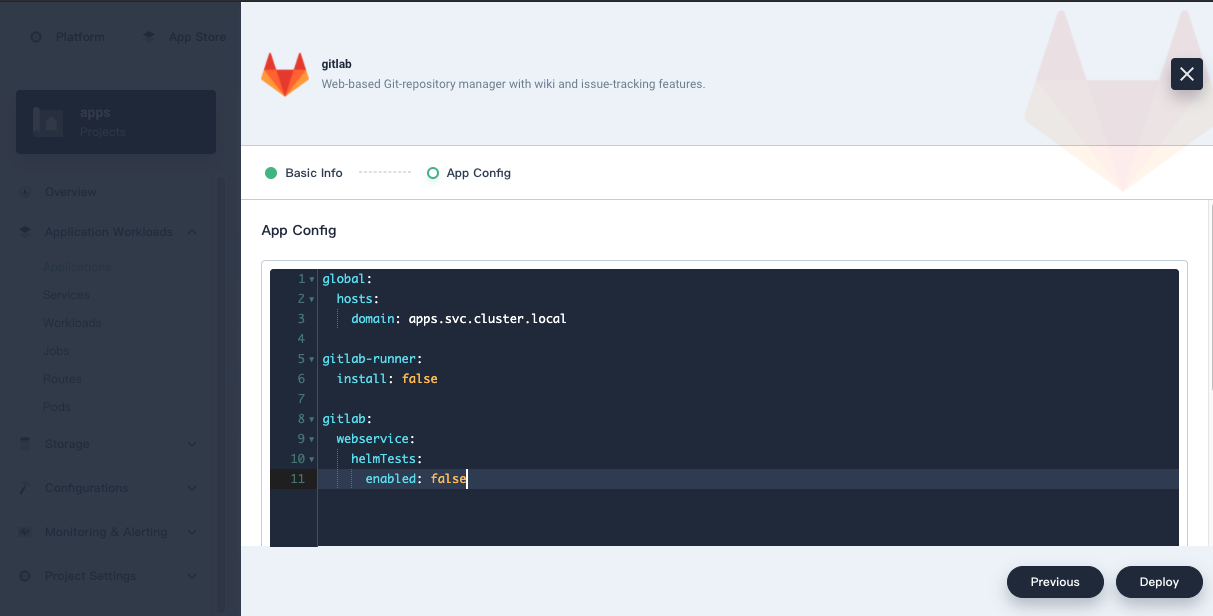 Platform
App Store
apps
Projects
Overview
Application Workloads
Applications
Services
Workloads
Jobs
Routes
Pods
Storage
Configurations
Monitoring & Alerting
Project Settings
gitlab
Web-based Git-repository manager with wiki and issue-tracking features.
Basic Info
App Config
App Config
1 global:
2 hosts:
3 domain: apps.svc.cluster.local
4
5 gitlab-runner:
6 install: false
7
8 gitlab:
9 webservice:
10 helmTests:
11 enabled: false
Previous
Deploy